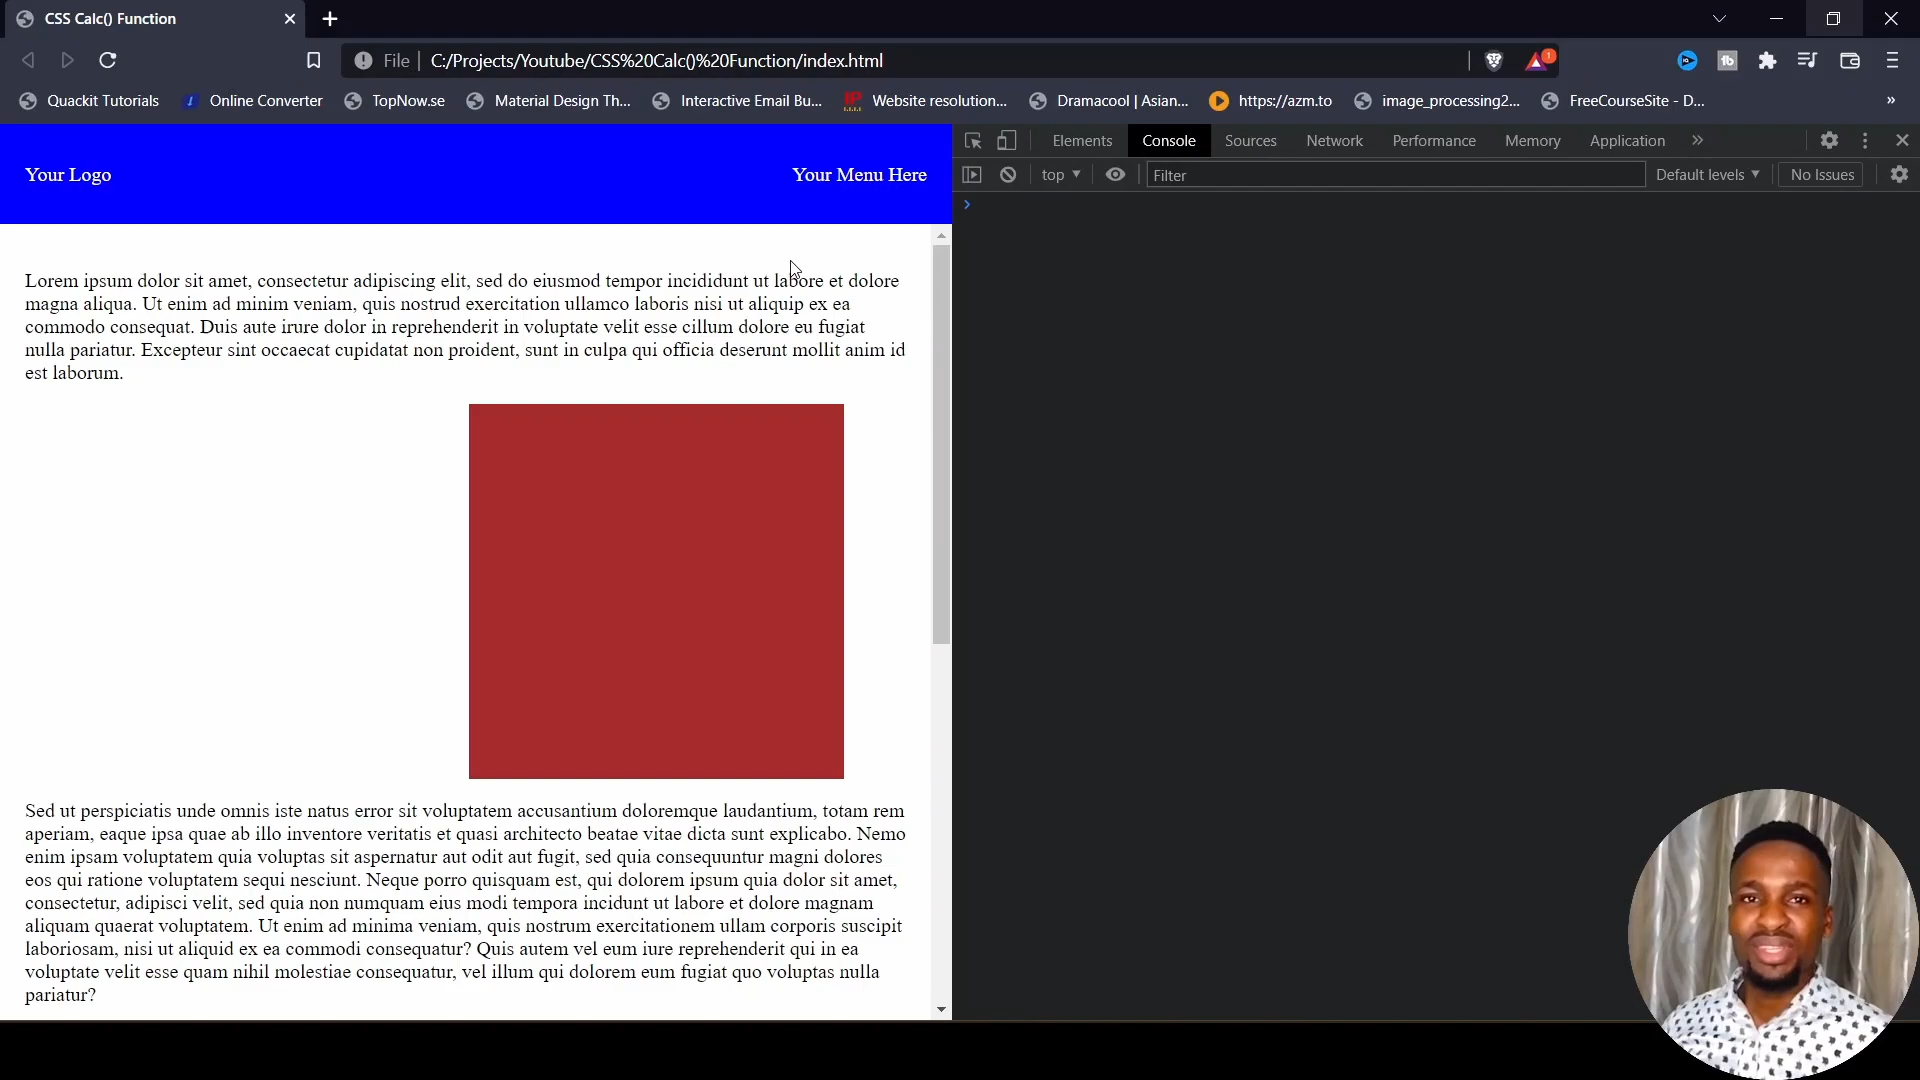 CSS Calc() Function
File C:/Projects/Youtube/CSS%20Calc()%20Function/index.html
1
Quackit Tutorials Online Converter TopNow.se Material Design Th... Interactive Email Bu... Website resolution... Dramacool | Asian... https://azm.to image_processing2... FreeCourseSite - D... »
Elements Console Sources Network Performance Memory Application »
top Filter Default levels No Issues
Your Logo
Your Menu Here
Lorem ipsum dolor sit amet, consectetur adipiscing elit, sed do eiusmod tempor incididunt ut labore et dolore
magna aliqua. Ut enim ad minim veniam, quis nostrud exercitation ullamco laboris nisi ut aliquip ex ea
commodo consequat. Duis aute irure dolor in reprehenderit in voluptate velit esse cillum dolore eu fugiat
nulla pariatur. Excepteur sint occaecat cupidatat non proident, sunt in culpa qui officia deserunt mollit anim id
est laborum.
Sed ut perspiciatis unde omnis iste natus error sit voluptatem accusantium doloremque laudantium, totam rem
aperiam, eaque ipsa quae ab illo inventore veritatis et quasi architecto beatae vitae dicta sunt explicabo. Nemo
enim ipsam voluptatem quia voluptas sit aspernatur aut odit aut fugit, sed quia consequuntur magni dolores
eos qui ratione voluptatem sequi nesciunt. Neque porro quisquam est, qui dolorem ipsum quia dolor sit amet,
consectetur, adipisci velit, sed quia non numquam eius modi tempora incidunt ut labore et dolore magnam
aliquam quaerat voluptatem. Ut enim ad minima veniam, quis nostrum exercitationem ullam corporis suscipit
laboriosam, nisi ut aliquid ex ea commodi consequatur? Quis autem vel eum iure reprehenderit qui in ea
voluptate velit esse quam nihil molestiae consequatur, vel illum qui dolorem eum fugiat quo voluptas nulla
pariatur?